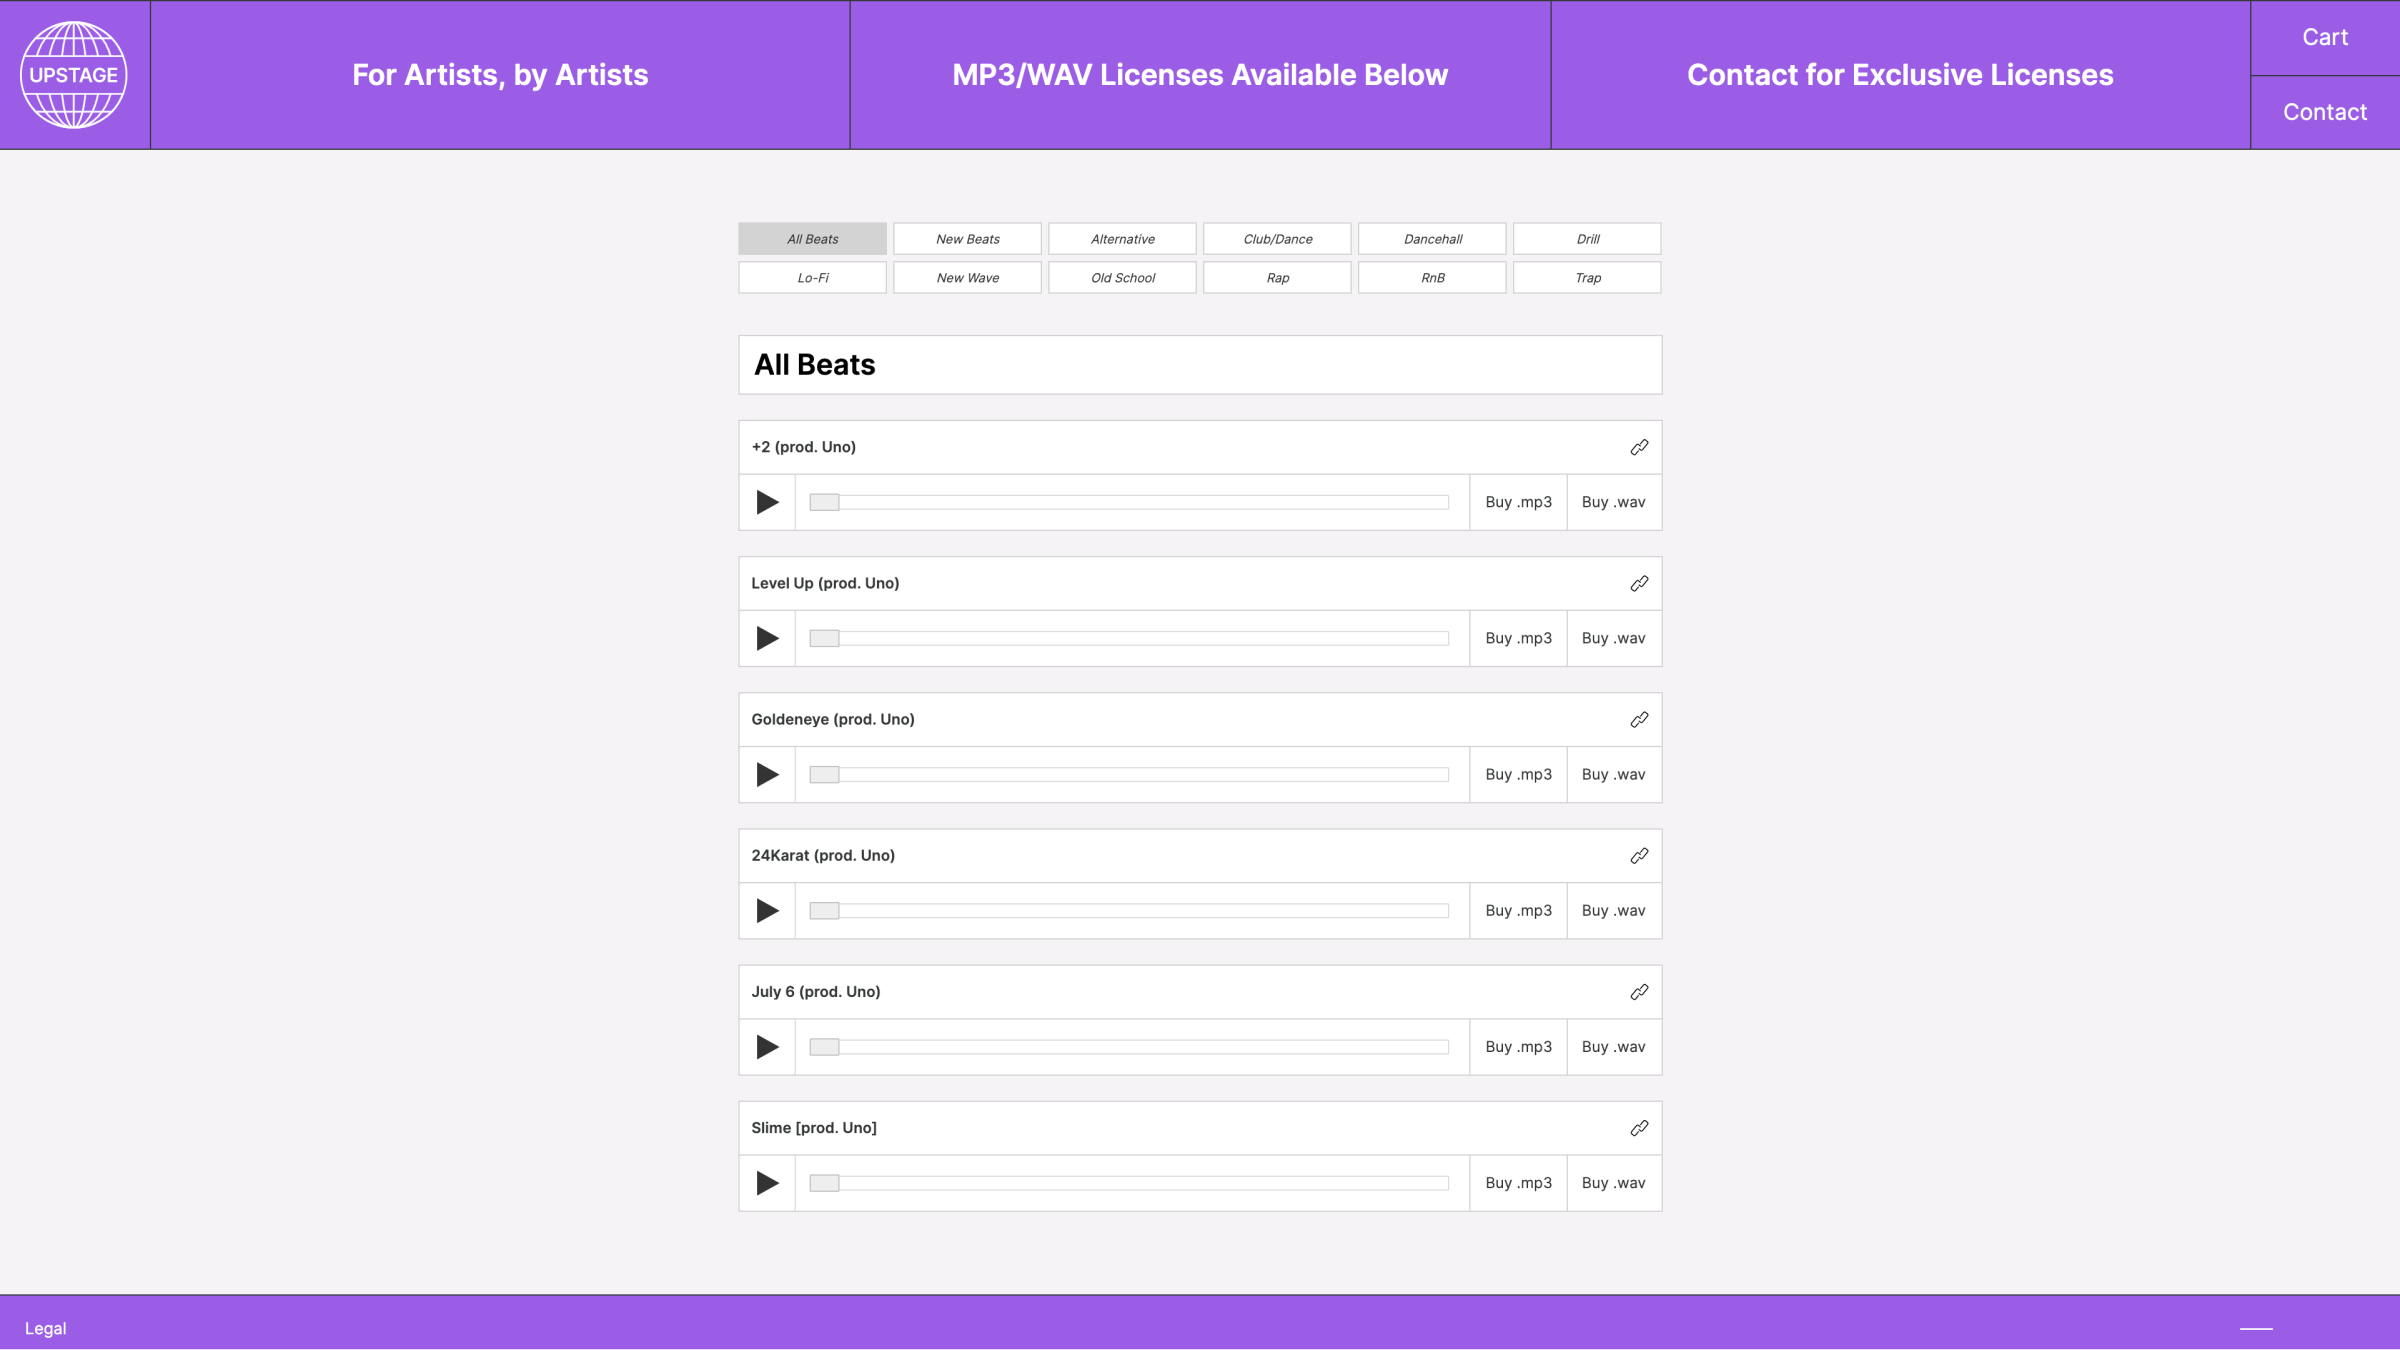 UPSTAGE
For Artists, by Artists
MP3/WAV Licenses Available Below
Contact for Exclusive Licenses
Cart
Contact
All Beats
New Beats
Alternative
Club/Dance
Dancehall
Drill
Lo-Fi
New Wave
Old School
Rap
RnB
Trap
All Beats
+2 (prod. Uno)
Buy .mp3
Buy .wav
Level Up (prod. Uno)
Buy .mp3
Buy .wav
Goldeneye (prod. Uno)
Buy .mp3
Buy .wav
24Karat (prod. Uno)
Buy .mp3
Buy .wav
July 6 (prod. Uno)
Buy .mp3
Buy .wav
Slime [prod. Uno]
Buy .mp3
Buy .wav
Legal